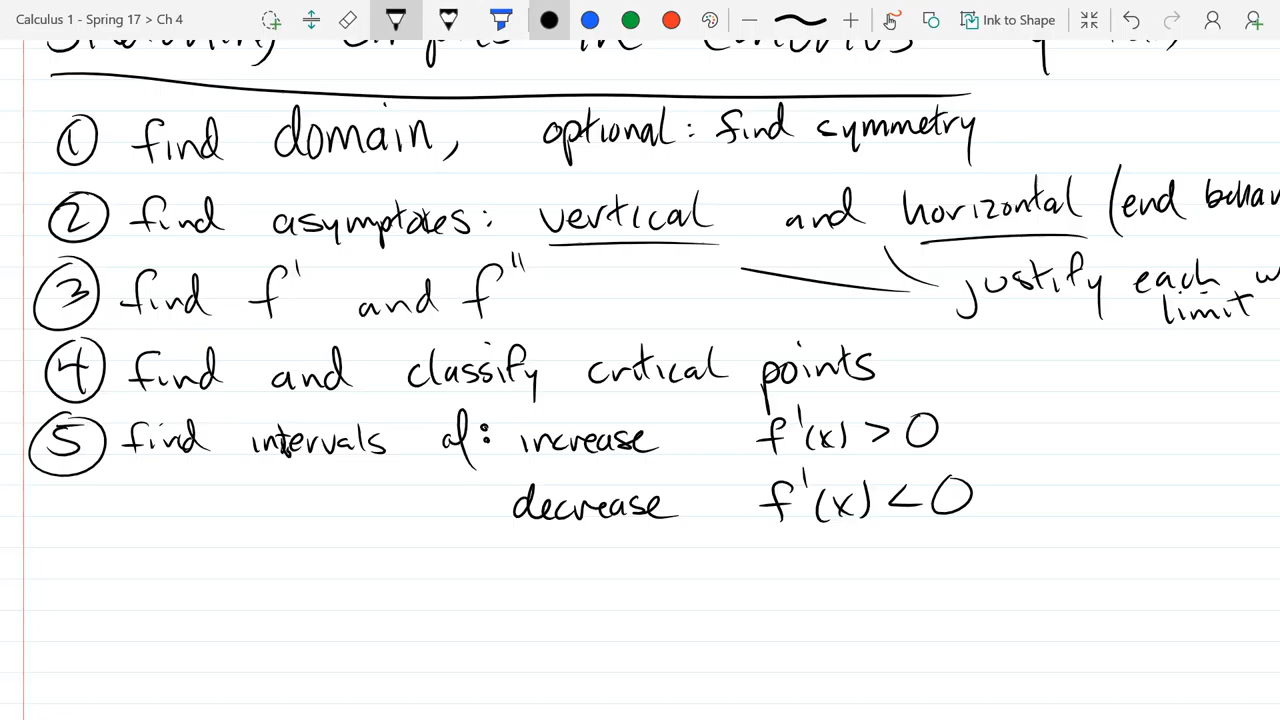 Calculus 1 - Spring 17 > Ch 4
Ink to Shape
① find domain, optional: find symmetry
② find asymptotes: vertical and horizontal (end behav
justify each w
limit
③ find f' and f"
④ find and classify critical points
⑤ find intervals of: increase f'(x) > 0
decrease f'(x) < 0